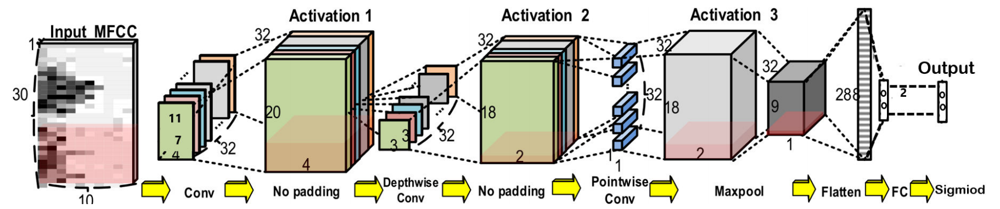 Input MFCC
1
30
10
11
7
4
32
Activation 1
32
20
4
3
3
32
Activation 2
32
18
2
32
1
1
Activation 3
32
18
2
32
9
1
288
2
Output
Conv
No padding
Depthwise
Conv
No padding
Pointwise
Conv
Maxpool
Flatten
FC
Sigmiod